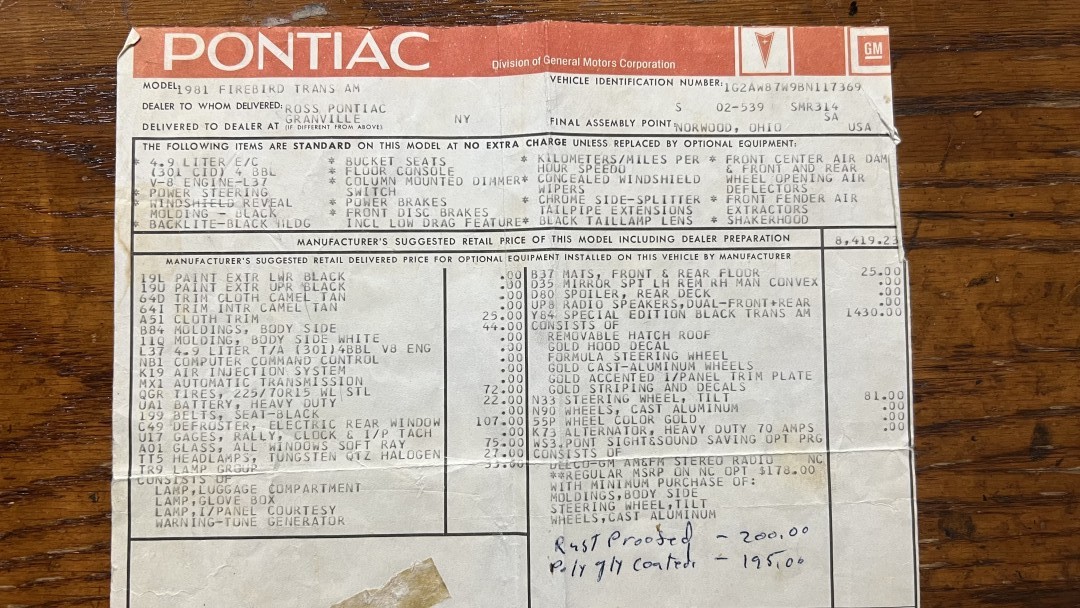 PONTIAC
Division of General Motors Corporation
GM
MODEL 1981 FIREBIRD TRANS AM
VEHICLE IDENTIFICATION NUMBER: 1G2AW87W9BN117369
DEALER TO WHOM DELIVERED: ROSS PONTIAC
S 02-539 SMR314
GRANVILLE NY
SA
DELIVERED TO DEALER AT (IF DIFFERENT FROM ABOVE)
FINAL ASSEMBLY POINT: NORWOOD, OHIO USA
THE FOLLOWING ITEMS ARE STANDARD ON THIS MODEL AT NO EXTRA CHARGE UNLESS REPLACED BY OPTIONAL EQUIPMENT:
* 4.9 LITER E/C
(301 CID) 4 BBL
V-8 ENGINE-L37
* POWER STEERING
* WINDSHIELD REVEAL
MOLDING - BLACK
* BACKLITE-BLACK MLDG
* BUCKET SEATS
* FLOOR CONSOLE
* COLUMN MOUNTED DIMMER
SWITCH
* POWER BRAKES
* FRONT DISC BRAKES
INCL LOW DRAG FEATURE
* KILOMETERS/MILES PER
HOUR SPEEDO
* CONCEALED WINDSHIELD
WIPERS
* CHROME SIDE-SPLITTER
TAILPIPE EXTENSIONS
* BLACK TAILLAMP LENS
* FRONT CENTER AIR DAM
& FRONT AND REAR
WHEEL OPENING AIR
DEFLECTORS
* FRONT FENDER AIR
EXTRACTORS
* SHAKERHOOD
MANUFACTURER'S SUGGESTED RETAIL PRICE OF THIS MODEL INCLUDING DEALER PREPARATION 8,419.23
MANUFACTURER'S SUGGESTED RETAIL DELIVERED PRICE FOR OPTIONAL EQUIPMENT INSTALLED ON THIS VEHICLE BY MANUFACTURER
19L PAINT EXTR LWR BLACK .00
19U PAINT EXTR UPR BLACK .00
64D TRIM CLOTH CAMEL TAN .00
64I TRIM INTR CAMEL TAN .00
A51 CLOTH TRIM 25.00
B84 MOLDINGS, BODY SIDE 44.00
11Q MOLDING, BODY SIDE WHITE .00
L37 4.9 LITER T/A (301)4BBL V8 ENG .00
NB1 COMPUTER COMMAND CONTROL .00
K19 AIR INJECTION SYSTEM .00
MX1 AUTOMATIC TRANSMISSION .00
QGR TIRES, 225/70R15 WL STL 72.00
UA1 BATTERY, HEAVY DUTY 22.00
199 BELTS, SEAT-BLACK .00
C49 DEFROSTER, ELECTRIC REAR WINDOW 107.00
U17 GAGES, RALLY, CLOCK & I/P TACH .00
A01 GLASS, ALL WINDOWS SOFT RAY 75.00
TT5 HEADLAMPS, TUNGSTEN QTZ HALOGEN 27.00
TR9 LAMP GROUP
CONSISTS OF
LAMP,LUGGAGE COMPARTMENT
LAMP,GLOVE BOX
LAMP,I/PANEL COURTESY
WARNING-TONE GENERATOR
B37 MATS, FRONT & REAR FLOOR 25.00
D35 MIRROR SPT LH REM RH MAN CONVEX .00
D80 SPOILER, REAR DECK .00
UP8 RADIO SPEAKERS,DUAL-FRONT+REAR .00
Y84 SPECIAL EDITION BLACK TRANS AM 1430.00
CONSISTS OF
REMOVABLE HATCH ROOF
GOLD HOOD DECAL
FORMULA STEERING WHEEL
GOLD CAST-ALUMINUM WHEELS
GOLD ACCENTED I/PANEL TRIM PLATE
GOLD STRIPING AND DECALS
N33 STEERING WHEEL, TILT 81.00
N90 WHEELS, CAST ALUMINUM .00
55P WHEEL COLOR GOLD .00
K73 ALTERNATOR, HEAVY DUTY 70 AMPS .00
WS3.PONT SIGHT&SOUND SAVING OPT PRG
CONSISTS OF
DELCO-GM AM&FM STEREO RADIO NC
**REGULAR MSRP ON NC OPT $178.00
WITH MINIMUM PURCHASE OF:
MOLDINGS,BODY SIDE
STEERING WHEEL,TILT
WHEELS,CAST ALUMINUM
Rust Proofed - 200.00
Poly gly Coated - 195.00